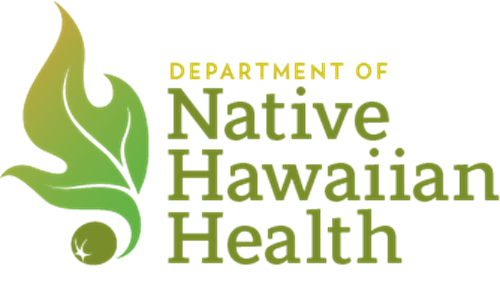 DEPARTMENT OF
Native
Hawaiian
Health